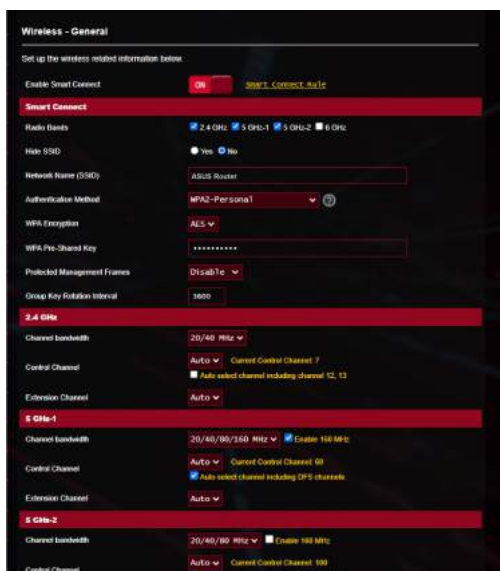 Wireless - General
Set up the wireless related information below.
Enable Smart Connect ON Smart Connect Rule
Smart Connect
Radio Bands 2.4 GHz 5 GHz-1 5 GHz-2 6 GHz
Hide SSID Yes No
Network Name (SSID) ASUS Router
Authentication Method WPA2-Personal ?
WPA Encryption AES
WPA Pre-Shared Key ••••••••••
Protected Management Frames Disable
Group Key Rotation Interval 3600
2.4 GHz
Channel bandwidth 20/40 MHz
Control Channel Auto Current Control Channel: 7
Auto select channel including channel 12, 13
Extension Channel Auto
5 GHz-1
Channel bandwidth 20/40/80/160 MHz Enable 160 MHz
Control Channel Auto Current Control Channel: 60
Auto select channel including DFS channels
Extension Channel Auto
5 GHz-2
Channel bandwidth 20/40/80 MHz Enable 160 MHz
Control Channel Auto Current Control Channel: 100